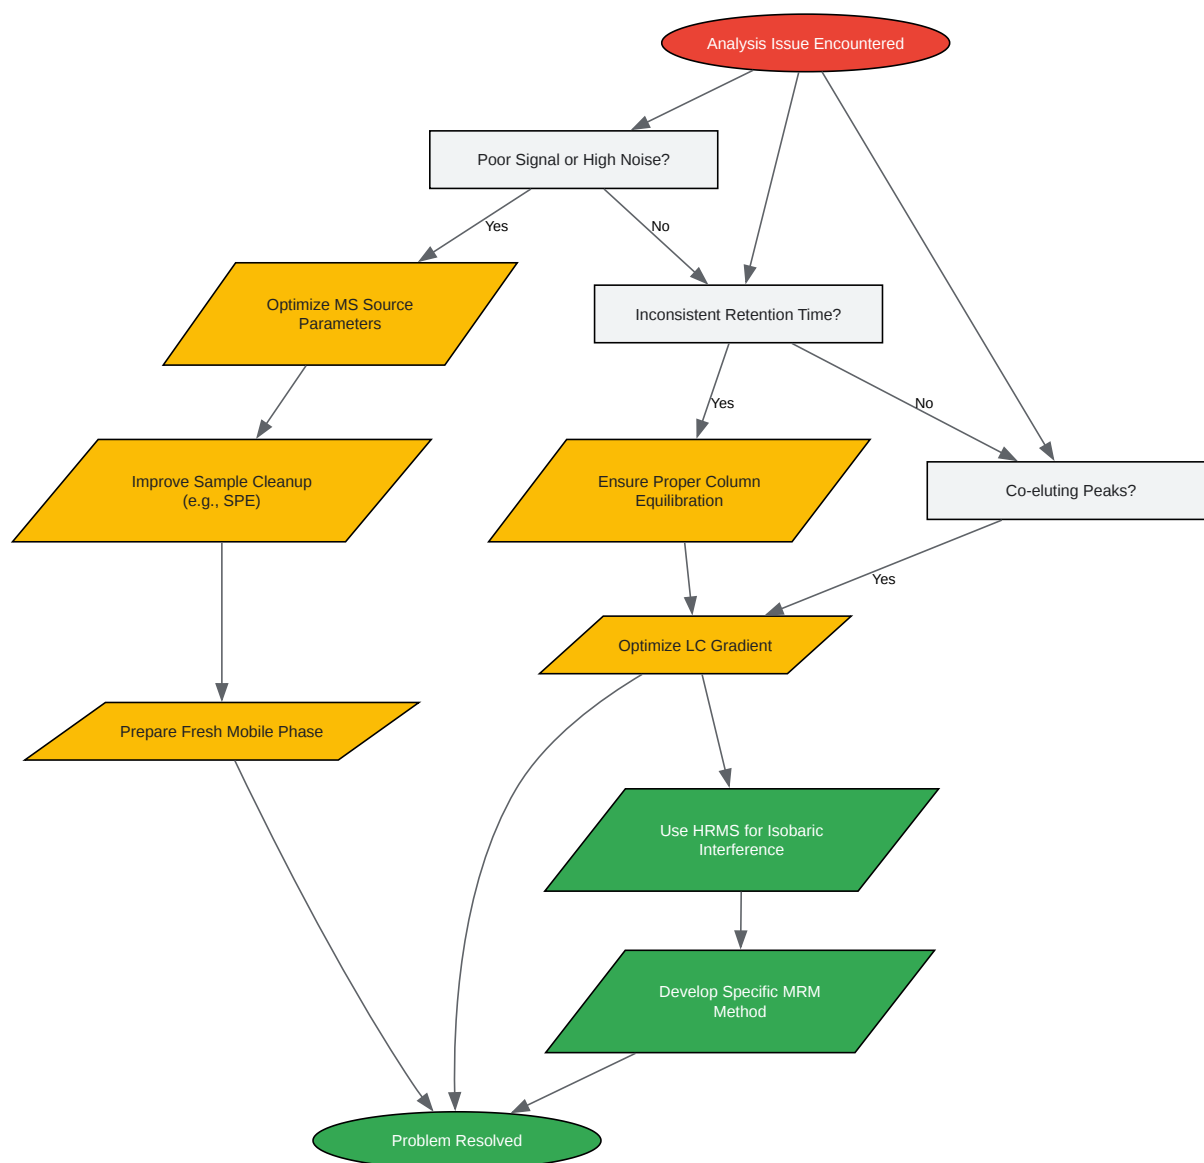 Analysis Issue Encountered
Poor Signal or High Noise?
Yes
No
Optimize MS Source
Parameters
Inconsistent Retention Time?
Yes
No
Improve Sample Cleanup
(e.g., SPE)
Ensure Proper Column
Equilibration
Co-eluting Peaks?
Yes
Optimize LC Gradient
Prepare Fresh Mobile Phase
Use HRMS for Isobaric
Interference
Develop Specific MRM
Method
Problem Resolved